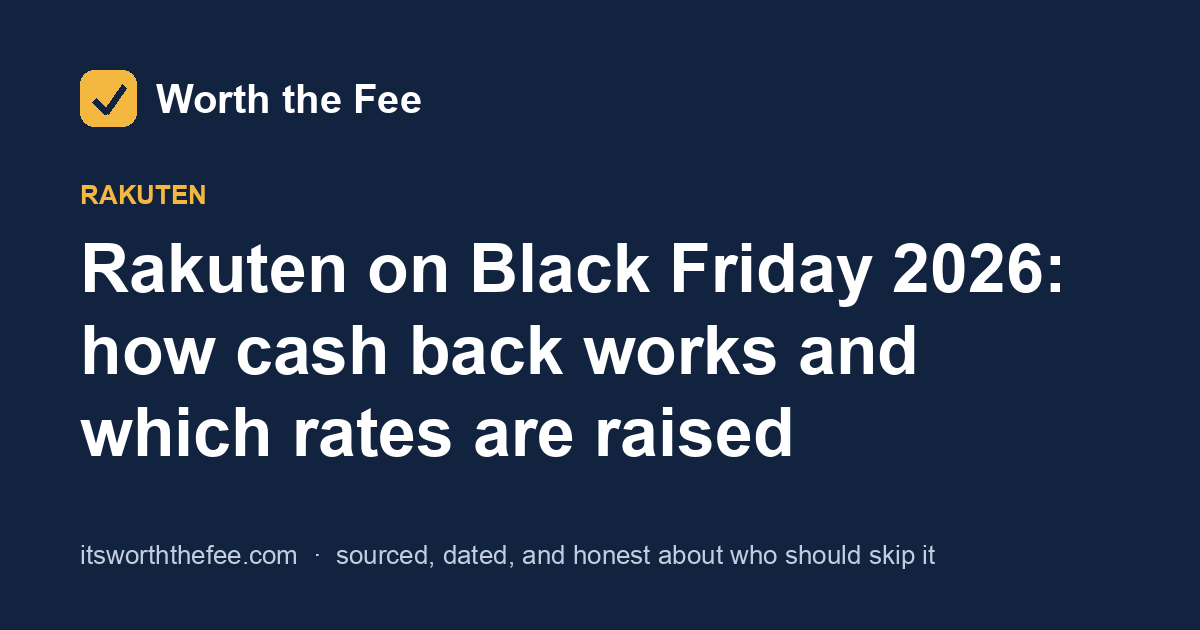 Worth the Fee
RAKUTEN
Rakuten on Black Friday 2026:
how cash back works and
which rates are raised
itsworththefee.com · sourced, dated, and honest about who should skip it